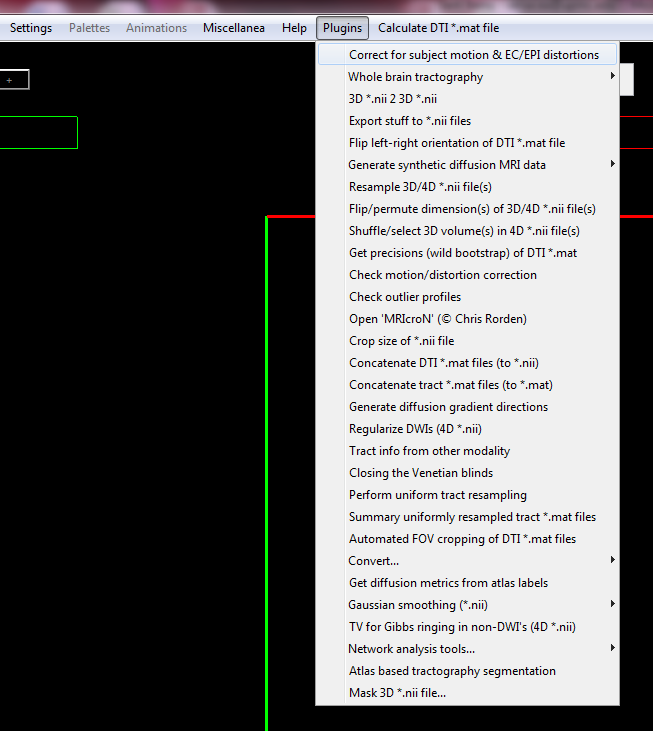 Settings Palettes Animations Miscellanea Help Plugins Calculate DTI *.mat file
+
Correct for subject motion & EC/EPI distortions
Whole brain tractography
3D *.nii 2 3D *.nii
Export stuff to *.nii files
Flip left-right orientation of DTI *.mat file
Generate synthetic diffusion MRI data
Resample 3D/4D *.nii file(s)
Flip/permute dimension(s) of 3D/4D *.nii file(s)
Shuffle/select 3D volume(s) in 4D *.nii file(s)
Get precisions (wild bootstrap) of DTI *.mat
Check motion/distortion correction
Check outlier profiles
Open 'MRIcroN' (© Chris Rorden)
Crop size of *.nii file
Concatenate DTI *.mat files (to *.nii)
Concatenate tract *.mat files (to *.mat)
Generate diffusion gradient directions
Regularize DWIs (4D *.nii)
Tract info from other modality
Closing the Venetian blinds
Perform uniform tract resampling
Summary uniformly resampled tract *.mat files
Automated FOV cropping of DTI *.mat files
Convert...
Get diffusion metrics from atlas labels
Gaussian smoothing (*.nii)
TV for Gibbs ringing in non-DWI's (4D *.nii)
Network analysis tools...
Atlas based tractography segmentation
Mask 3D *.nii file...